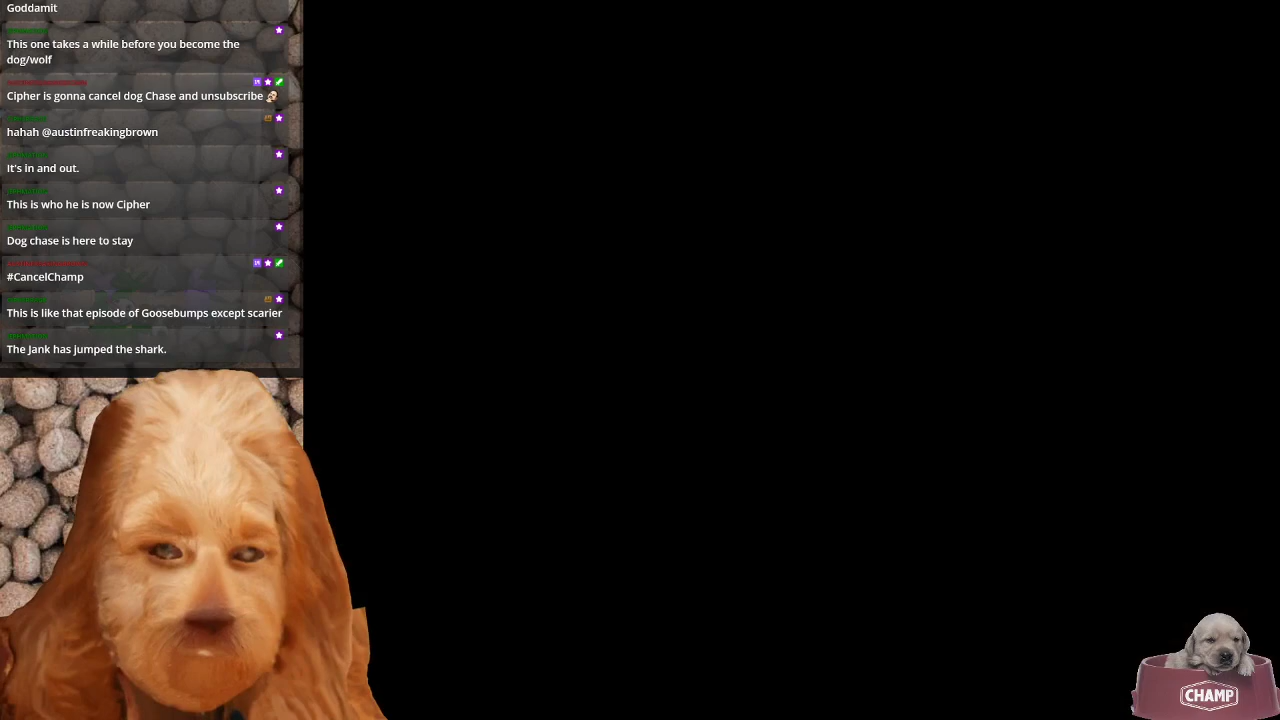 Goddamit
This one takes a while before you become the
dog/wolf
Cipher is gonna cancel dog Chase and unsubscribe
hahah @austinfreakingbrown
It's in and out.
This is who he is now Cipher
Dog chase is here to stay
#CancelChamp
This is like that episode of Goosebumps except scarier
The Jank has jumped the shark.
CHAMP